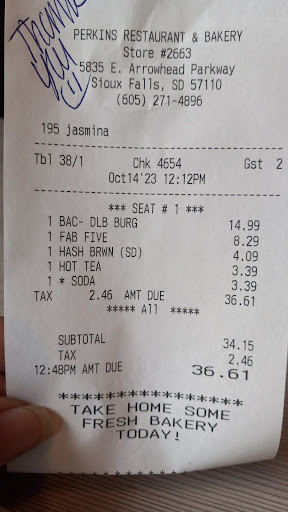 Thank
you
PERKINS RESTAURANT & BAKERY
Store #2663
5835 E. Arrowhead Parkway
Sioux Falls, SD 57110
(605) 271-4896
195 jasmina
Tbl 38/1 Chk 4654 Gst 2
Oct14'23 12:12PM
*** SEAT # 1 ***
1 BAC- DLB BURG 14.99
1 FAB FIVE 8.29
1 HASH BRWN (SD) 4.09
1 HOT TEA 3.39
1 * SODA 3.39
TAX 2.46 AMT DUE 36.61
***** All *****
SUBTOTAL 34.15
TAX 2.46
12:48PM AMT DUE 36.61
****************
TAKE HOME SOME
FRESH BAKERY
TODAY!